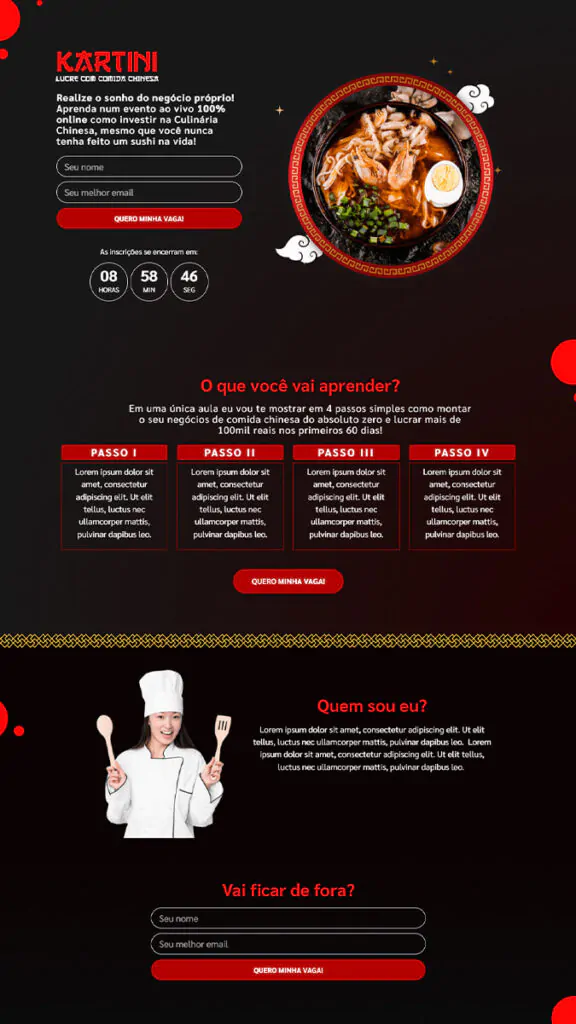 KARTINI
LUCRE COM COMIDA CHINESA
Realize o sonho do negócio próprio!
Aprenda num evento ao vivo 100%
online como investir na Culinária
Chinesa, mesmo que você nunca
tenha feito um sushi na vida!
Seu nome
Seu melhor email
QUERO MINHA VAGA!
As inscrições se encerram em:
08 58 46
HORAS MIN SEG
O que você vai aprender?
Em uma única aula eu vou te mostrar em 4 passos simples como montar
o seu negócios de comida chinesa do absoluto zero e lucrar mais de
100mil reais nos primeiros 60 dias!
PASSO I
Lorem ipsum dolor sit
amet, consectetur
adipiscing elit. Ut elit
tellus, luctus nec
ullamcorper mattis,
pulvinar dapibus leo.
PASSO II
Lorem ipsum dolor sit
amet, consectetur
adipiscing elit. Ut elit
tellus, luctus nec
ullamcorper mattis,
pulvinar dapibus leo.
PASSO III
Lorem ipsum dolor sit
amet, consectetur
adipiscing elit. Ut elit
tellus, luctus nec
ullamcorper mattis,
pulvinar dapibus leo.
PASSO IV
Lorem ipsum dolor sit
amet, consectetur
adipiscing elit. Ut elit
tellus, luctus nec
ullamcorper mattis,
pulvinar dapibus leo.
QUERO MINHA VAGA!
Quem sou eu?
Lorem ipsum dolor sit amet, consectetur adipiscing elit. Ut elit
tellus, luctus nec ullamcorper mattis, pulvinar dapibus leo. Lorem
ipsum dolor sit amet, consectetur adipiscing elit. Ut elit tellus,
luctus nec ullamcorper mattis, pulvinar dapibus leo.
Vai ficar de fora?
Seu nome
Seu melhor email
QUERO MINHA VAGA!